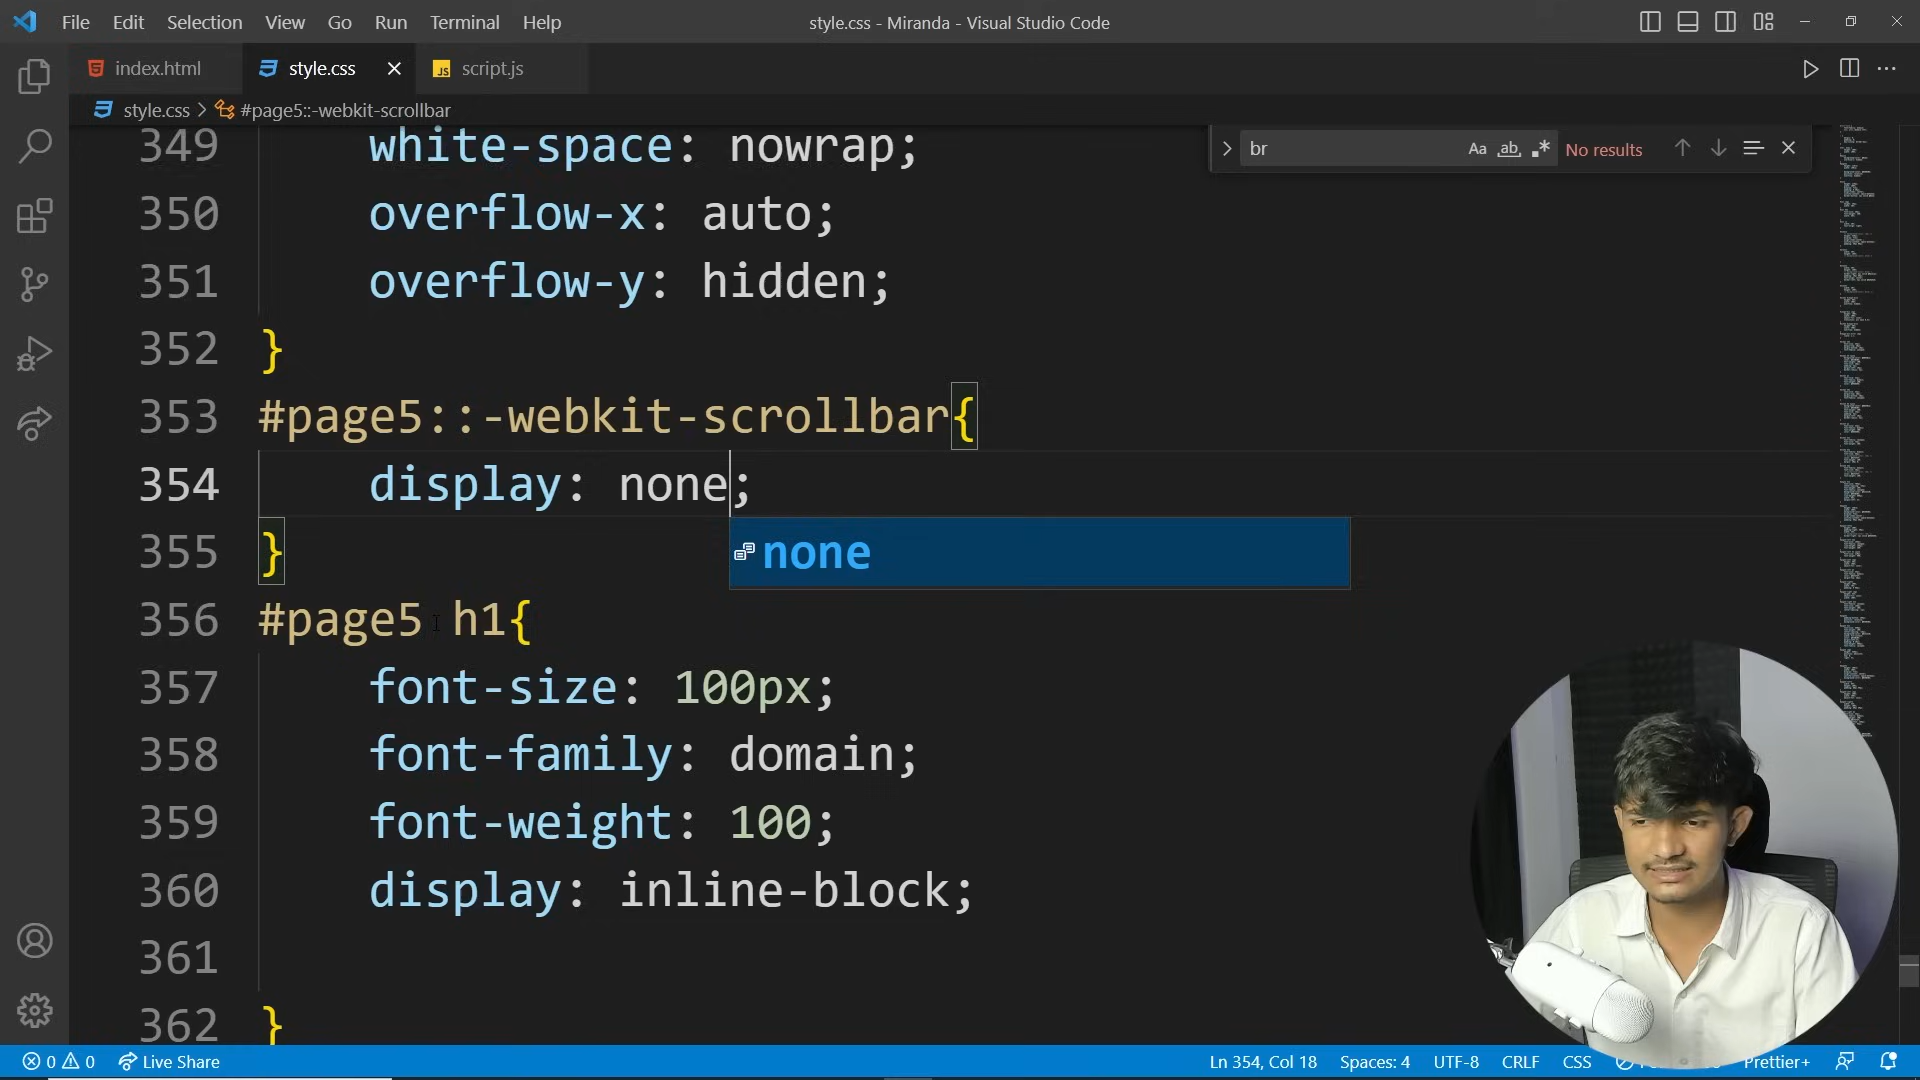 File Edit Selection View Go Run Terminal Help
style.css - Miranda - Visual Studio Code
index.html
style.css
JS script.js
style.css > #page5::-webkit-scrollbar
br
Aa ab .* No results
349 white-space: nowrap;
350 overflow-x: auto;
351 overflow-y: hidden;
352 }
353 #page5::-webkit-scrollbar{
354 display: none;
none
355 }
356 #page5 h1{
357 font-size: 100px;
358 font-family: domain;
359 font-weight: 100;
360 display: inline-block;
361
362 }
0 0 Live Share
Ln 354, Col 18 Spaces: 4 UTF-8 CRLF CSS Prettier+